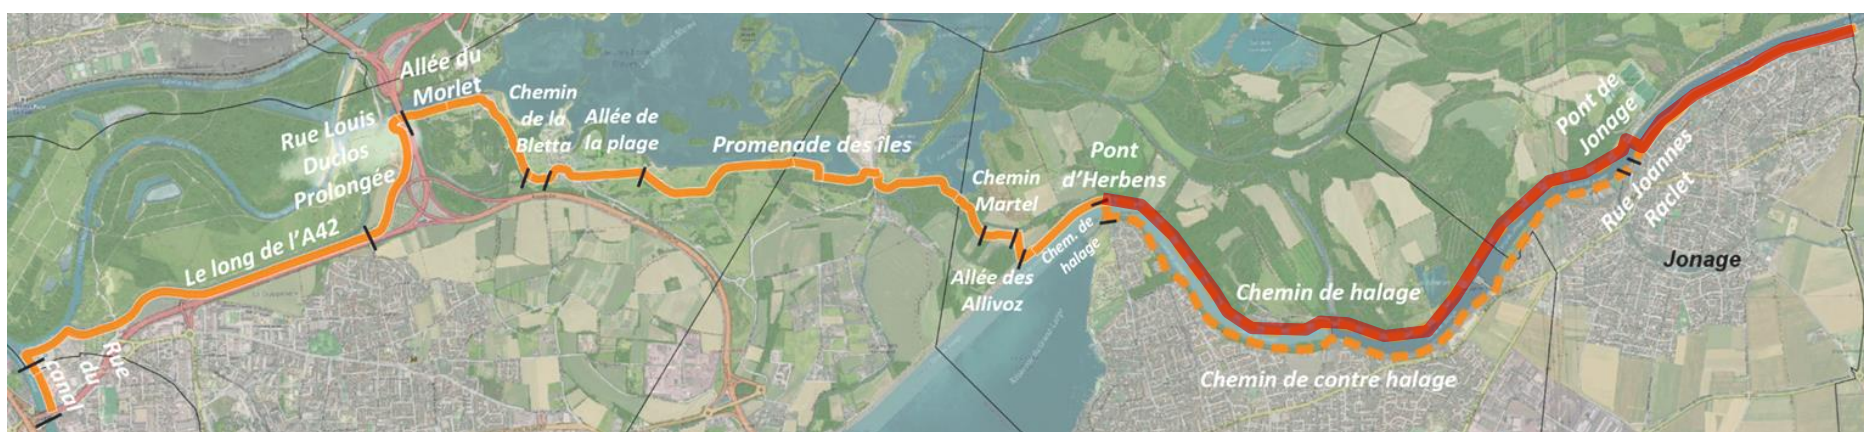 Allée du
Morlet
Rue Louis
Duclos
Prolongée
Le long de l'A42
Rue
du
Canal
Chemin
de la
Bletta
Allée de
la plage
Promenade des îles
Chemin
Martel
Allée des
Allivoz
Chem. de
halage
Pont
d'Herbens
Chemin de halage
Chemin de contre halage
Pont de
Jonage
Rue Joannes
Raclet
Jonage